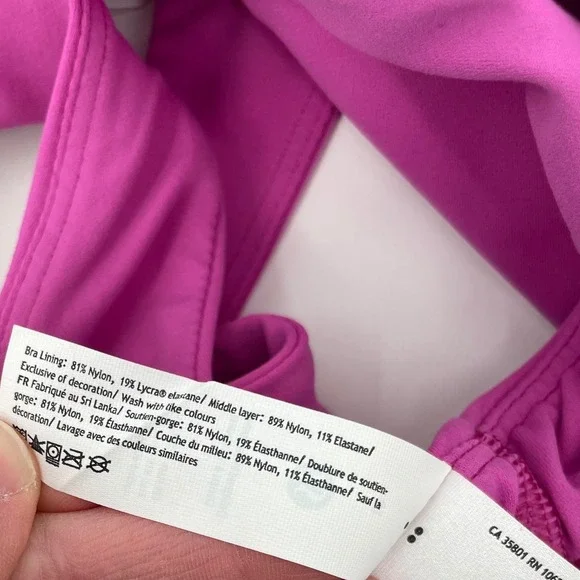 Bra Lining: 81% Nylon, 19% Lycra® elastane/ Middle layer: 89% Nylon, 11% Elastane/
Exclusive of decoration/ Wash with like colours
FR Fabriqué au Sri Lanka/ Soutien-gorge: 81% Nylon, 19% Élasthanne/ Doublure de soutien-
gorge: 81% Nylon, 19% Élasthanne/ Couche du milieu: 89% Nylon, 11% Élasthanne/ Sauf la
décoration/ Lavage avec des couleurs similaires
CA 35801 RN